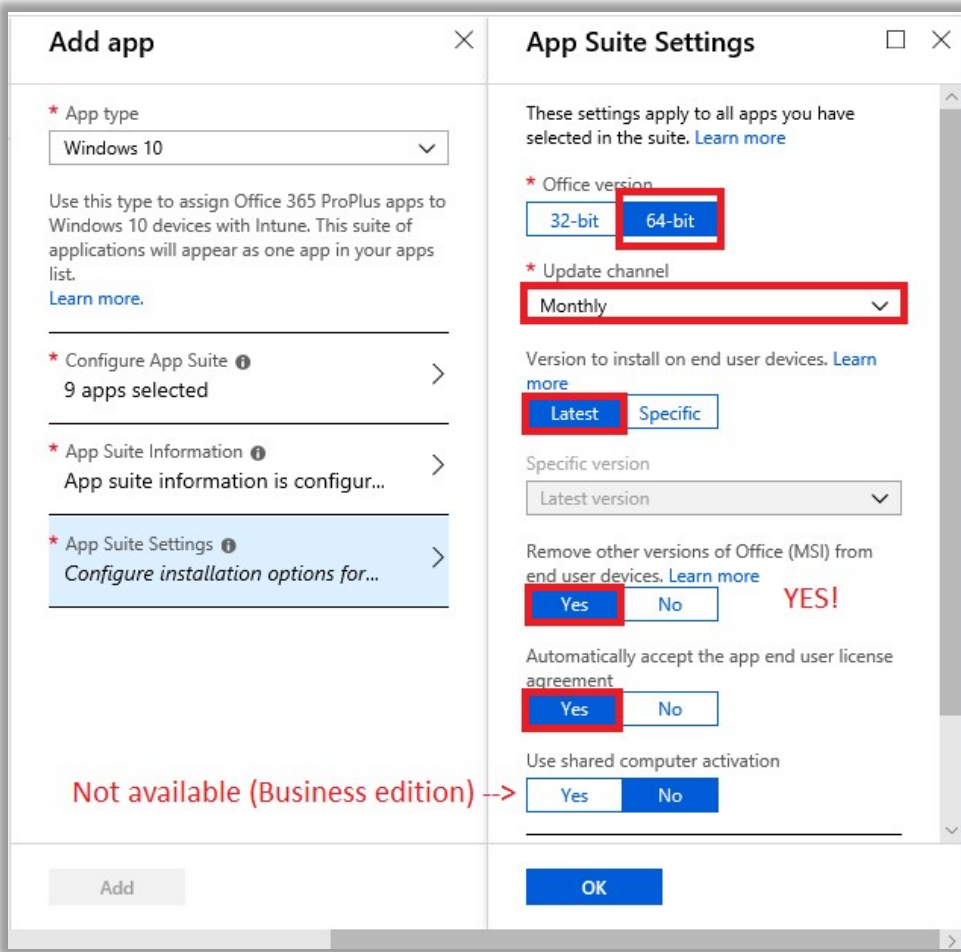 Add app
* App type
Windows 10
Use this type to assign Office 365 ProPlus apps to
Windows 10 devices with Intune. This suite of
applications will appear as one app in your apps
list.
Learn more.
* Configure App Suite
9 apps selected
* App Suite Information
App suite information is configur...
* App Suite Settings
Configure installation options for...
Add
App Suite Settings
These settings apply to all apps you have
selected in the suite. Learn more
* Office version
32-bit 64-bit
* Update channel
Monthly
Version to install on end user devices. Learn
more
Latest Specific
Specific version
Latest version
Remove other versions of Office (MSI) from
end user devices. Learn more
Yes No YES!
Automatically accept the app end user license
agreement
Yes No
Use shared computer activation
Not available (Business edition) --> Yes No
OK